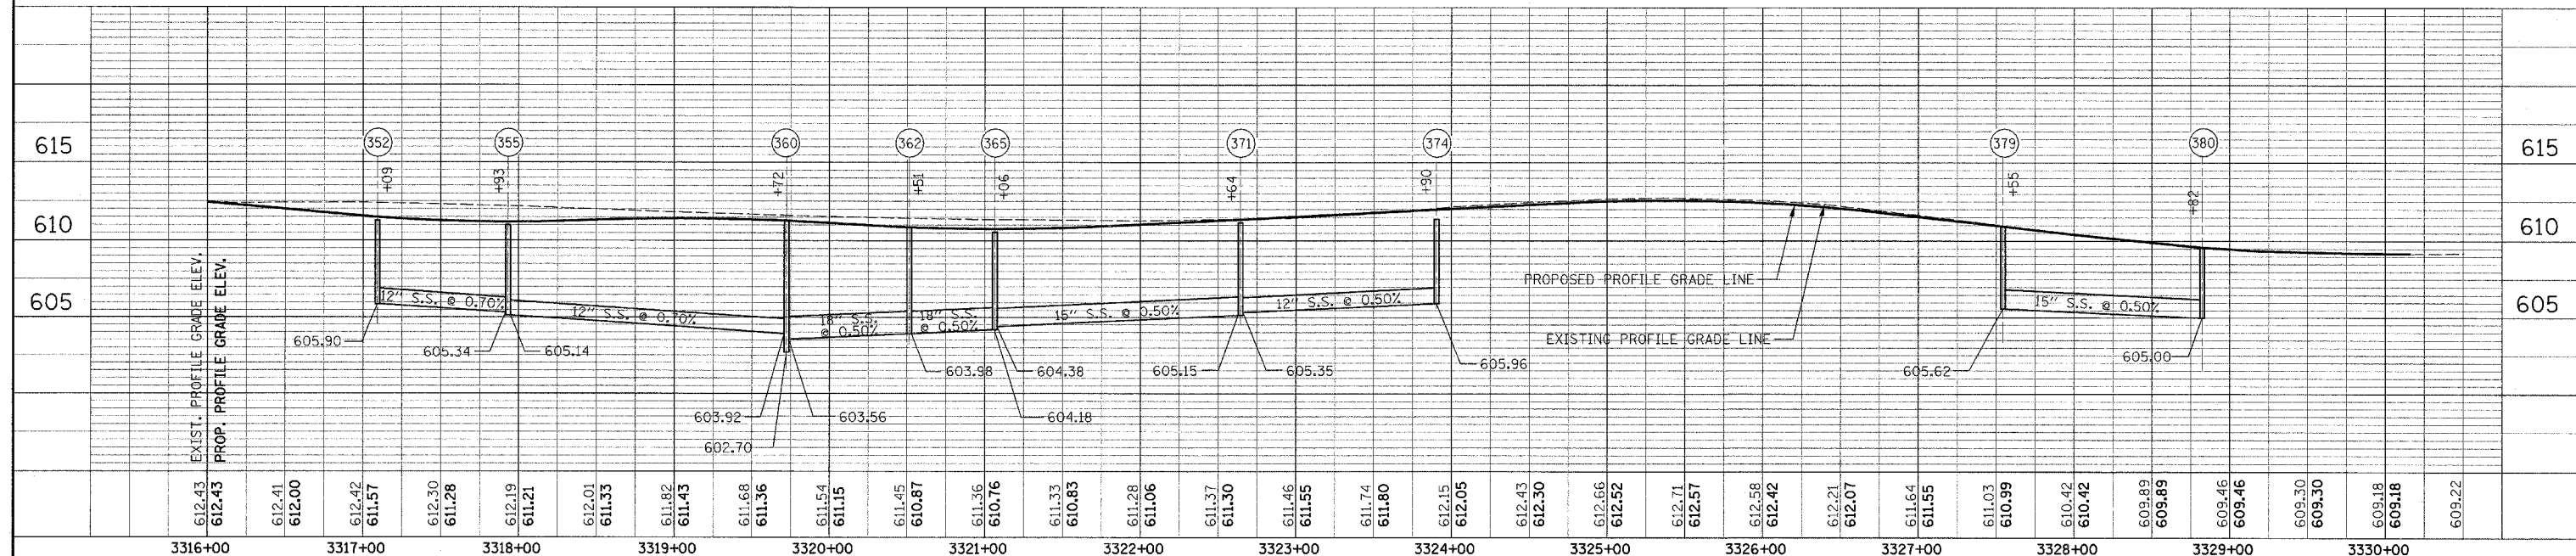 352 355 360 362 365 371 374 379 380
615 615
+09 +93 +72 +51 +06 +64 +90 +55 +82
610 610
EXIST. PROFILE GRADE ELEV.
PROP. PROFILE GRADE ELEV.
PROPOSED PROFILE GRADE LINE
605 605
12" S.S. @ 0.70%
12" S.S. @ 0.70%
18" S.S.
@ 0.50%
18" S.S.
@ 0.50%
15" S.S. @ 0.50%
12" S.S. @ 0.50%
15" S.S. @ 0.50%
EXISTING PROFILE GRADE LINE
605.90
605.34 605.14
603.98 604.38
605.15 605.35
605.96
605.62
605.00
603.92 603.56
604.18
602.70
612.43 612.41 612.42 612.30 612.19 612.01 611.82 611.68 611.54 611.45 611.36 611.33 611.28 611.37 611.46 611.74 612.15 612.43 612.66 612.71 612.58 612.21 611.64 611.03 610.42 609.89 609.46 609.30 609.18 609.22
612.43 612.00 611.57 611.28 611.21 611.33 611.43 611.36 611.15 610.87 610.76 610.83 611.06 611.30 611.55 611.80 612.05 612.30 612.52 612.57 612.42 612.07 611.55 610.99 610.42 609.89 609.46 609.30 609.18
3316+00 3317+00 3318+00 3319+00 3320+00 3321+00 3322+00 3323+00 3324+00 3325+00 3326+00 3327+00 3328+00 3329+00 3330+00